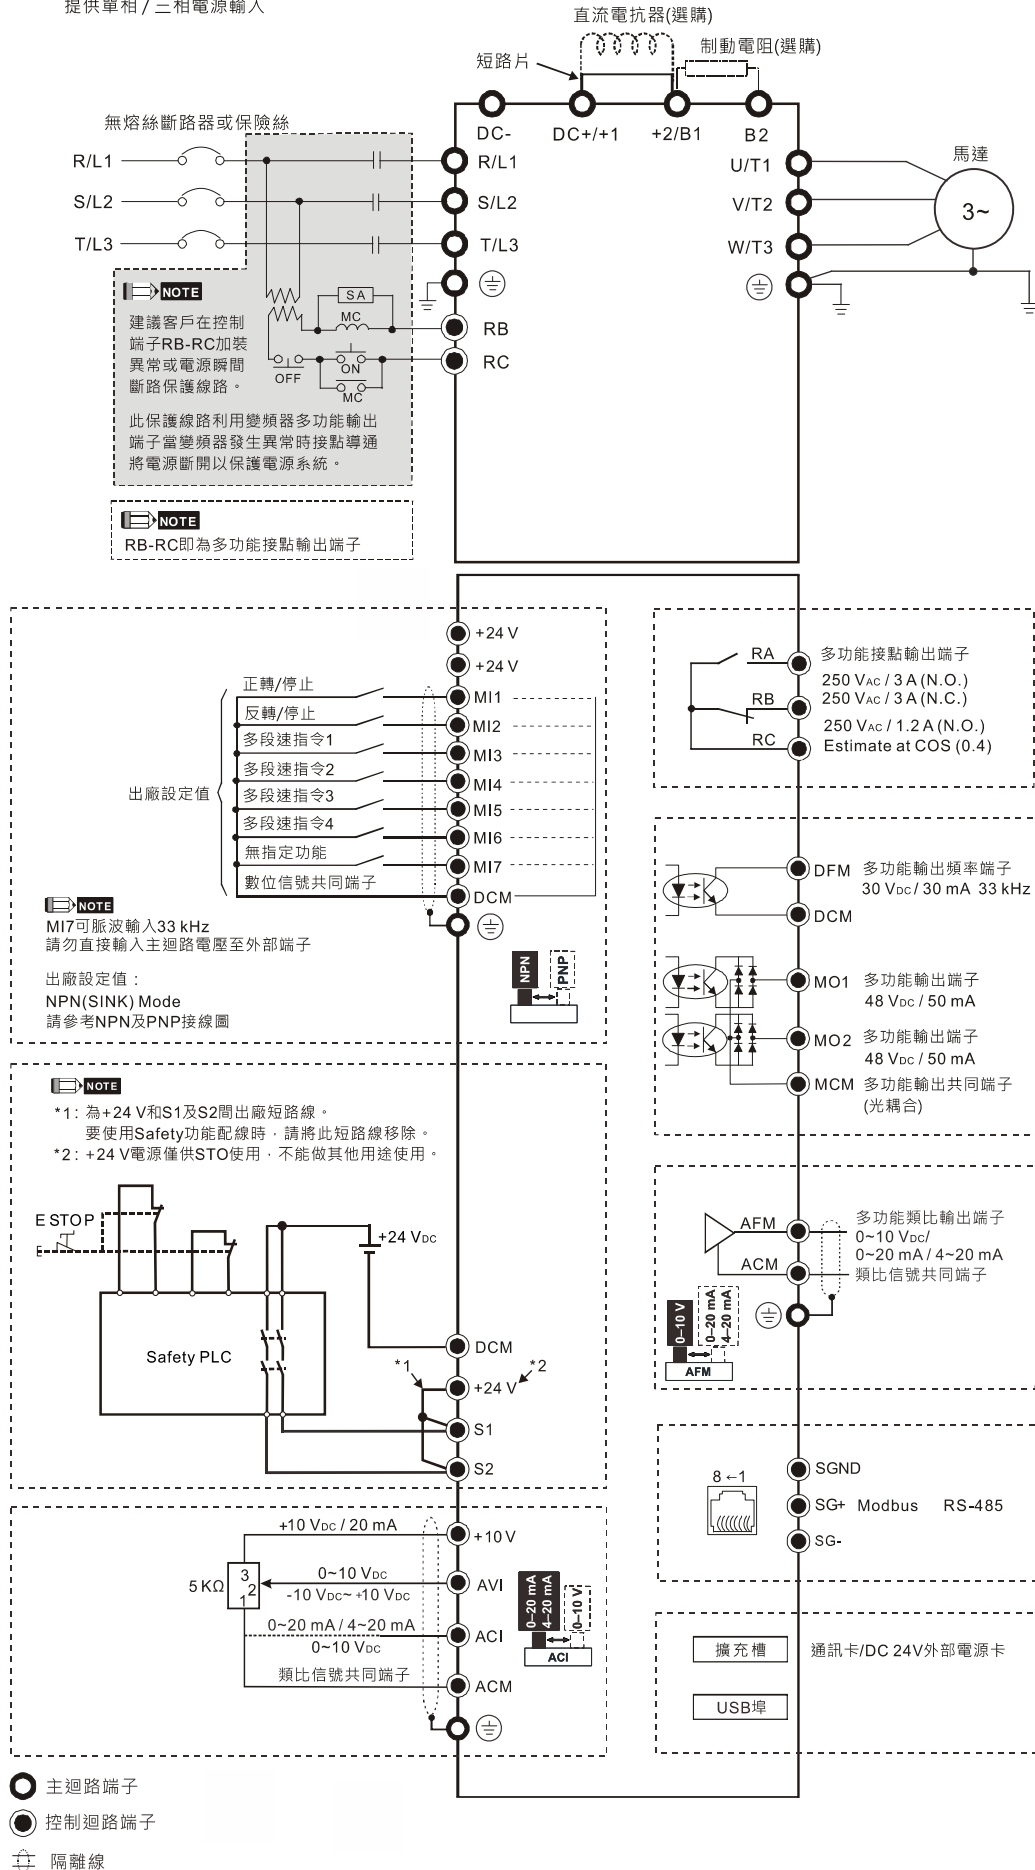 提供單相 / 三相電源輸入
直流電抗器(選購)
制動電阻(選購)
短路片
無熔絲斷路器或保險絲
DC-
DC+/+1
+2/B1
B2
R/L1
R/L1
U/T1
馬達
S/L2
S/L2
V/T2
3~
T/L3
T/L3
W/T3
NOTE
建議客戶在控制
端子RB-RC加裝
異常或電源瞬間
斷路保護線路。
SA
MC
RB
OFF
ON
MC
RC
此保護線路利用變頻器多功能輸出
端子當變頻器發生異常時接點導通
將電源斷開以保護電源系統。
NOTE
RB-RC即為多功能接點輸出端子
+24 V
+24 V
正轉/停止
MI1
反轉/停止
MI2
多段速指令1
MI3
多段速指令2
MI4
出廠設定值
多段速指令3
MI5
多段速指令4
MI6
無指定功能
MI7
數位信號共同端子
DCM
NOTE
MI7可脈波輸入33 kHz
請勿直接輸入主迴路電壓至外部端子
出廠設定值：
NPN(SINK) Mode
請參考NPN及PNP接線圖
NPN
PNP
RA
多功能接點輸出端子
250 VAC / 3 A (N.O.)
RB
250 VAC / 3 A (N.C.)
250 VAC / 1.2 A (N.O.)
RC
Estimate at COS (0.4)
DFM
多功能輸出頻率端子
30 VDC / 30 mA 33 kHz
DCM
MO1
多功能輸出端子
48 VDC / 50 mA
MO2
多功能輸出端子
48 VDC / 50 mA
MCM
多功能輸出共同端子
(光耦合)
NOTE
*1: 為+24 V和S1及S2間出廠短路線。
要使用Safety功能配線時，請將此短路線移除。
*2: +24 V電源僅供STO使用，不能做其他用途使用。
E STOP
+24 VDC
Safety PLC
DCM
*1
+24 V
*2
S1
S2
AFM
多功能類比輸出端子
0~10 VDC/
0~20 mA / 4~20 mA
ACM
類比信號共同端子
0–10 V
0–20 mA
4–20 mA
AFM
8←1
SGND
SG+
Modbus RS-485
SG-
+10 VDC / 20 mA
+10 V
5 KΩ
3
2
1
0~10 VDC
-10 VDC~ +10 VDC
AVI
0~20 mA / 4~20 mA
0~10 VDC
ACI
類比信號共同端子
ACM
0–20 mA
4–20 mA
0–10 V
ACI
擴充槽
通訊卡/DC 24V外部電源卡
USB埠
主迴路端子
控制迴路端子
隔離線